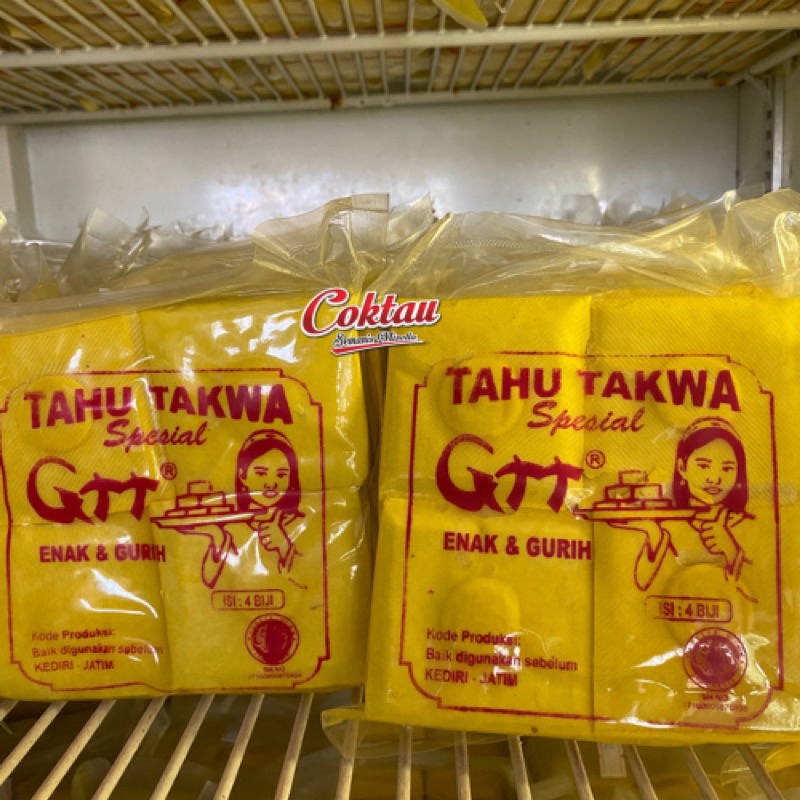 Coktau
TAHU TAKWA
Spesial
GTT®
ENAK & GURIH
ISI : 4 BIJI
Kode Produksi:
Baik digunakan sebelum
KEDIRI - JATIM
TAHU TAKWA
Spesial
GTT®
ENAK & GURIH
ISI : 4 BIJI
Kode Produksi:
Baik digunakan sebelum
KEDIRI - JATIM